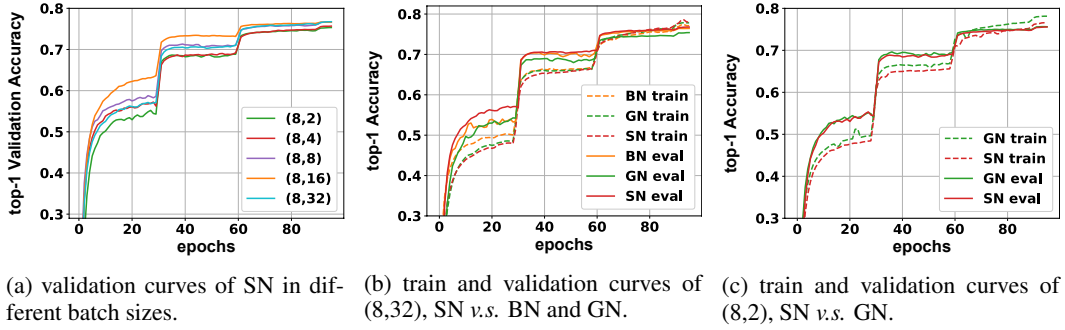 top-1 Validation Accuracy
0.8
0.7
0.6
0.5
0.4
0.3
0 20 40 60 80
epochs
(8,2)
(8,4)
(8,8)
(8,16)
(8,32)
(a) validation curves of SN in dif-
ferent batch sizes.
top-1 Accuracy
0.8
0.7
0.6
0.5
0.4
0.3
0 20 40 60 80
epochs
BN train
GN train
SN train
BN eval
GN eval
SN eval
(b) train and validation curves of
(8,32), SN v.s. BN and GN.
top-1 Accuracy
0.8
0.7
0.6
0.5
0.4
0.3
0 20 40 60 80
epochs
GN train
SN train
GN eval
SN eval
(c) train and validation curves of
(8,2), SN v.s. GN.